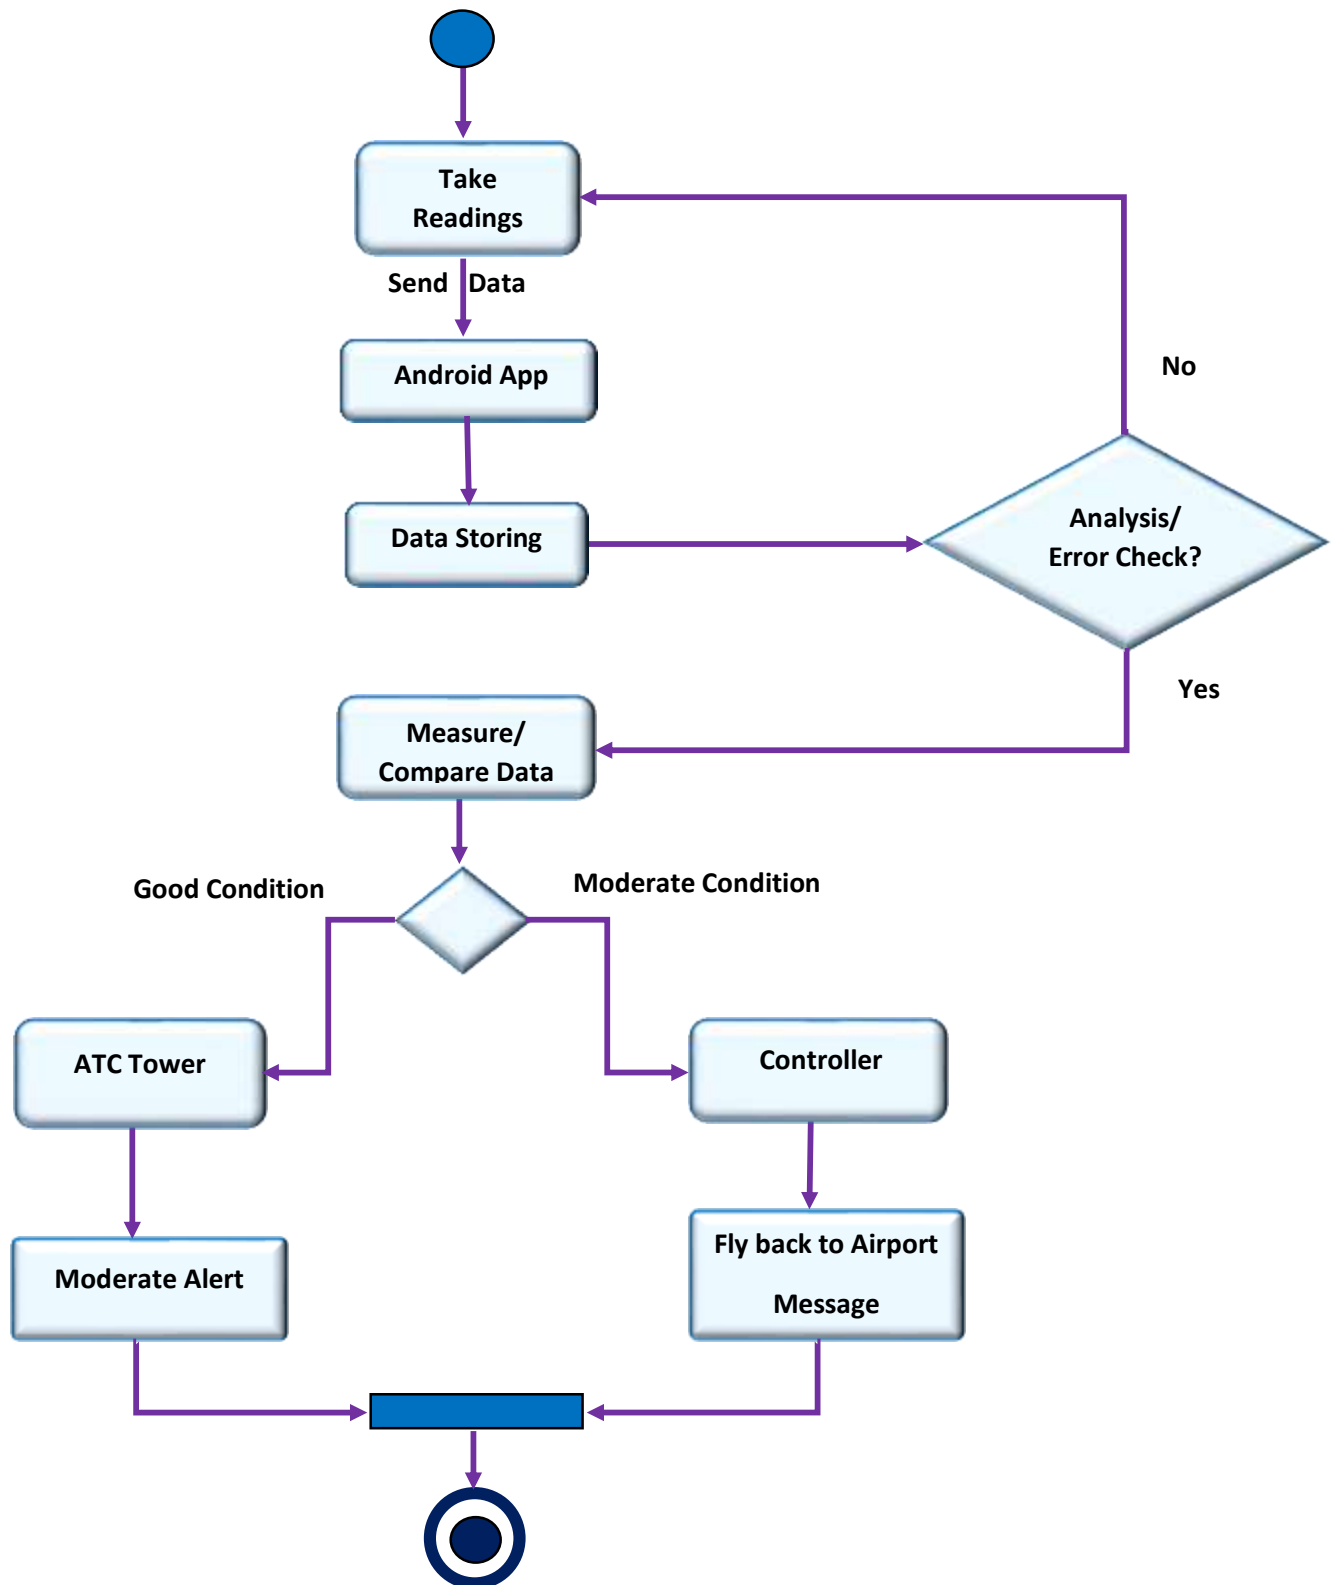 Take
Readings
Send Data
Android App
No
Data Storing
Analysis/
Error Check?
Yes
Measure/
Compare Data
Good Condition
Moderate Condition
ATC Tower
Controller
Moderate Alert
Fly back to Airport
Message